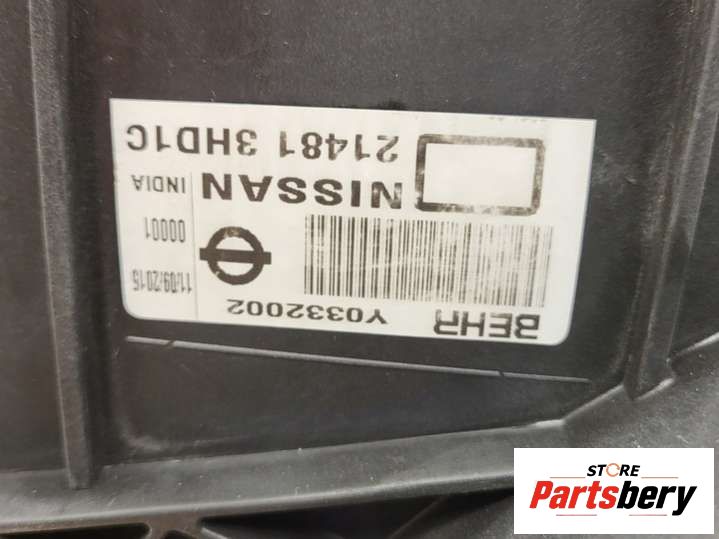 BEHR Y0332002
11/09/2015
00001
NISSAN INDIA
21481 3HD1C
STORE
Partsbery